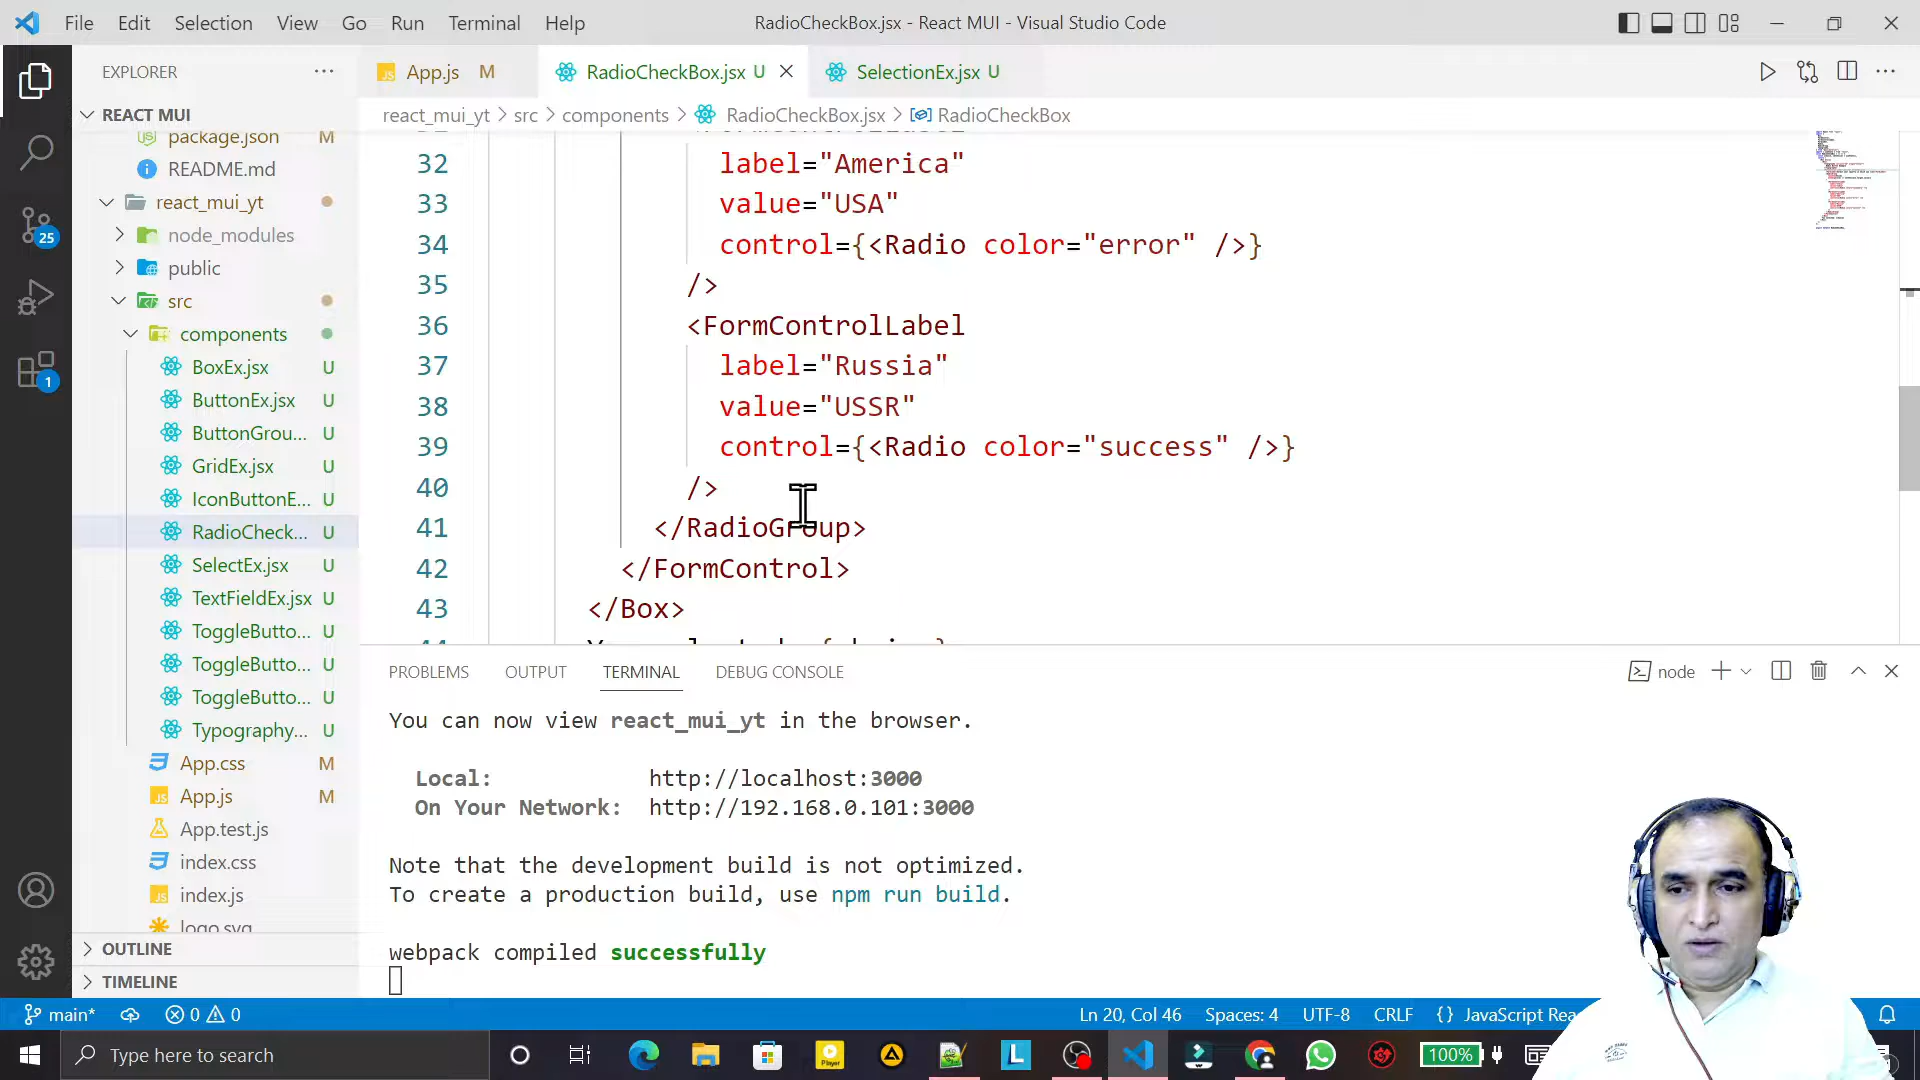 File Edit Selection View Go Run Terminal Help
RadioCheckBox.jsx - React MUI - Visual Studio Code
EXPLORER
App.js M
RadioCheckBox.jsx U
SelectionEx.jsx U
REACT MUI
react_mui_yt > src > components > RadioCheckBox.jsx > RadioCheckBox
package.json M
README.md
react_mui_yt
node_modules
public
src
components
BoxEx.jsx U
ButtonEx.jsx U
ButtonGrou... U
GridEx.jsx U
IconButtonE... U
RadioCheck... U
SelectEx.jsx U
TextFieldEx.jsx U
ToggleButto... U
ToggleButto... U
ToggleButto... U
Typography... U
App.css M
App.js M
App.test.js
index.css
index.js
logo.svg
OUTLINE
TIMELINE
25
1
32 label="America"
33 value="USA"
34 control={<Radio color="error" />}
35 />
36 <FormControlLabel
37 label="Russia"
38 value="USSR"
39 control={<Radio color="success" />}
40 />
41 </RadioGroup>
42 </FormControl>
43 </Box>
PROBLEMS OUTPUT TERMINAL DEBUG CONSOLE
node
You can now view react_mui_yt in the browser.
Local: http://localhost:3000
On Your Network: http://192.168.0.101:3000
Note that the development build is not optimized.
To create a production build, use npm run build.
webpack compiled successfully
main* 0 0
Ln 20, Col 46 Spaces: 4 UTF-8 CRLF {} JavaScript Rea
Type here to search
Player
L
100%